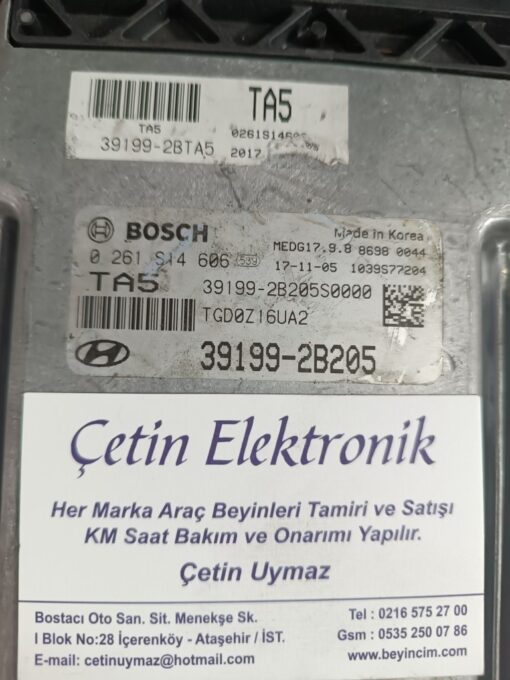 TA5
TA5
39199-2BTA5
2017
BOSCH
Made in Korea
0 261 S14 606
MEDG17.9.8 8698 0044
17-11-05 1039S77204
TA5
39199-2B205S0000
TGD0Z16UA2
39199-2B205
Çetin Elektronik
Her Marka Araç Beyinleri Tamiri ve Satışı
KM Saat Bakım ve Onarımı Yapılır.
Çetin Uymaz
Bostacı Oto San. Sit. Menekşe Sk.
I Blok No:28 İçerenköy - Ataşehir / İST.
E-mail: cetinuymaz@hotmail.com
Tel : 0216 575 27 00
Gsm : 0535 250 07 86
www.beyincim.com